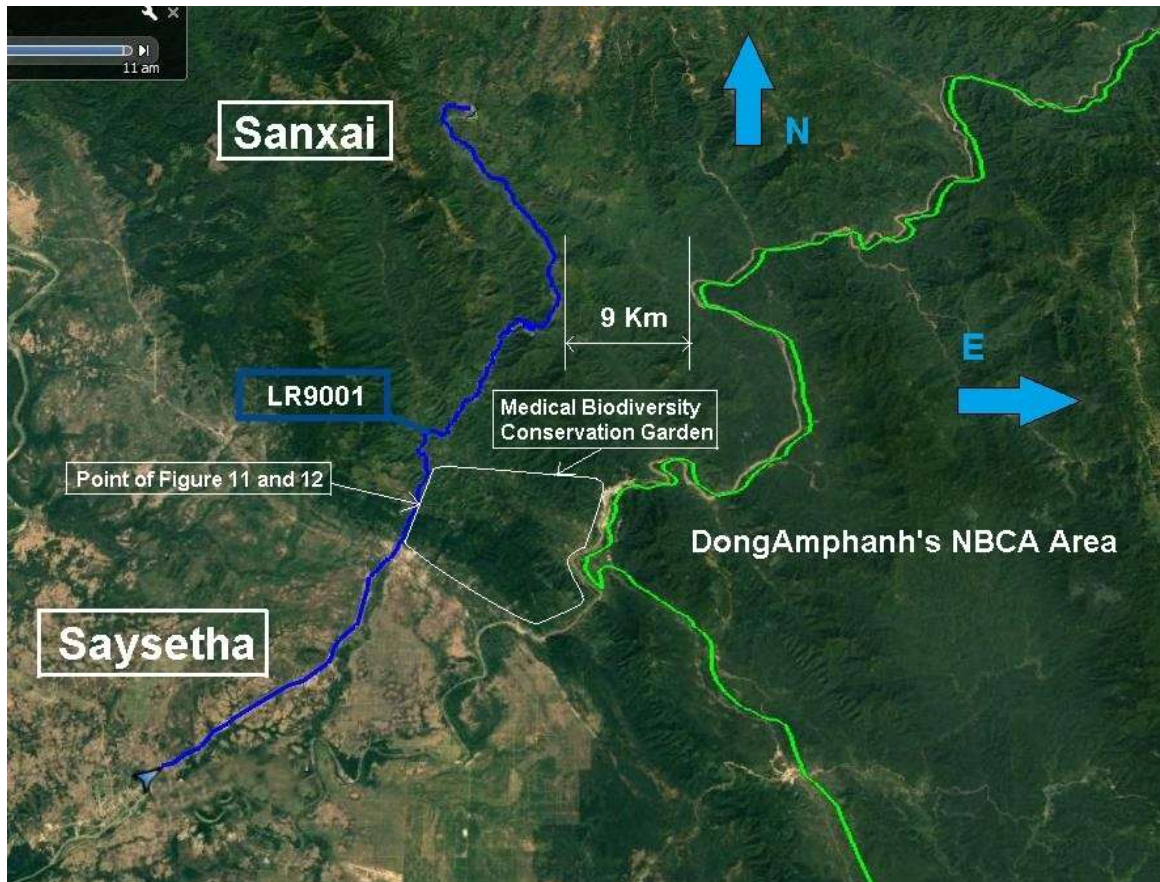 11 am
Sanxai
N
9 Km
E
LR9001
Medical Biodiversity
Conservation Garden
Point of Figure 11 and 12
DongAmphanh's NBCA Area
Saysetha